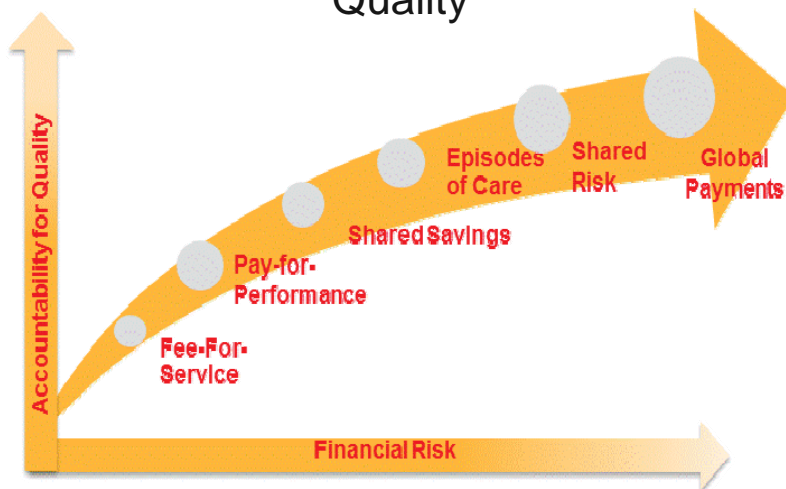 Quality
Accountability for Quality
Episodes
of Care
Shared
Risk
Global
Payments
Shared Savings
Pay-for-
Performance
Fee-For-
Service
Financial Risk